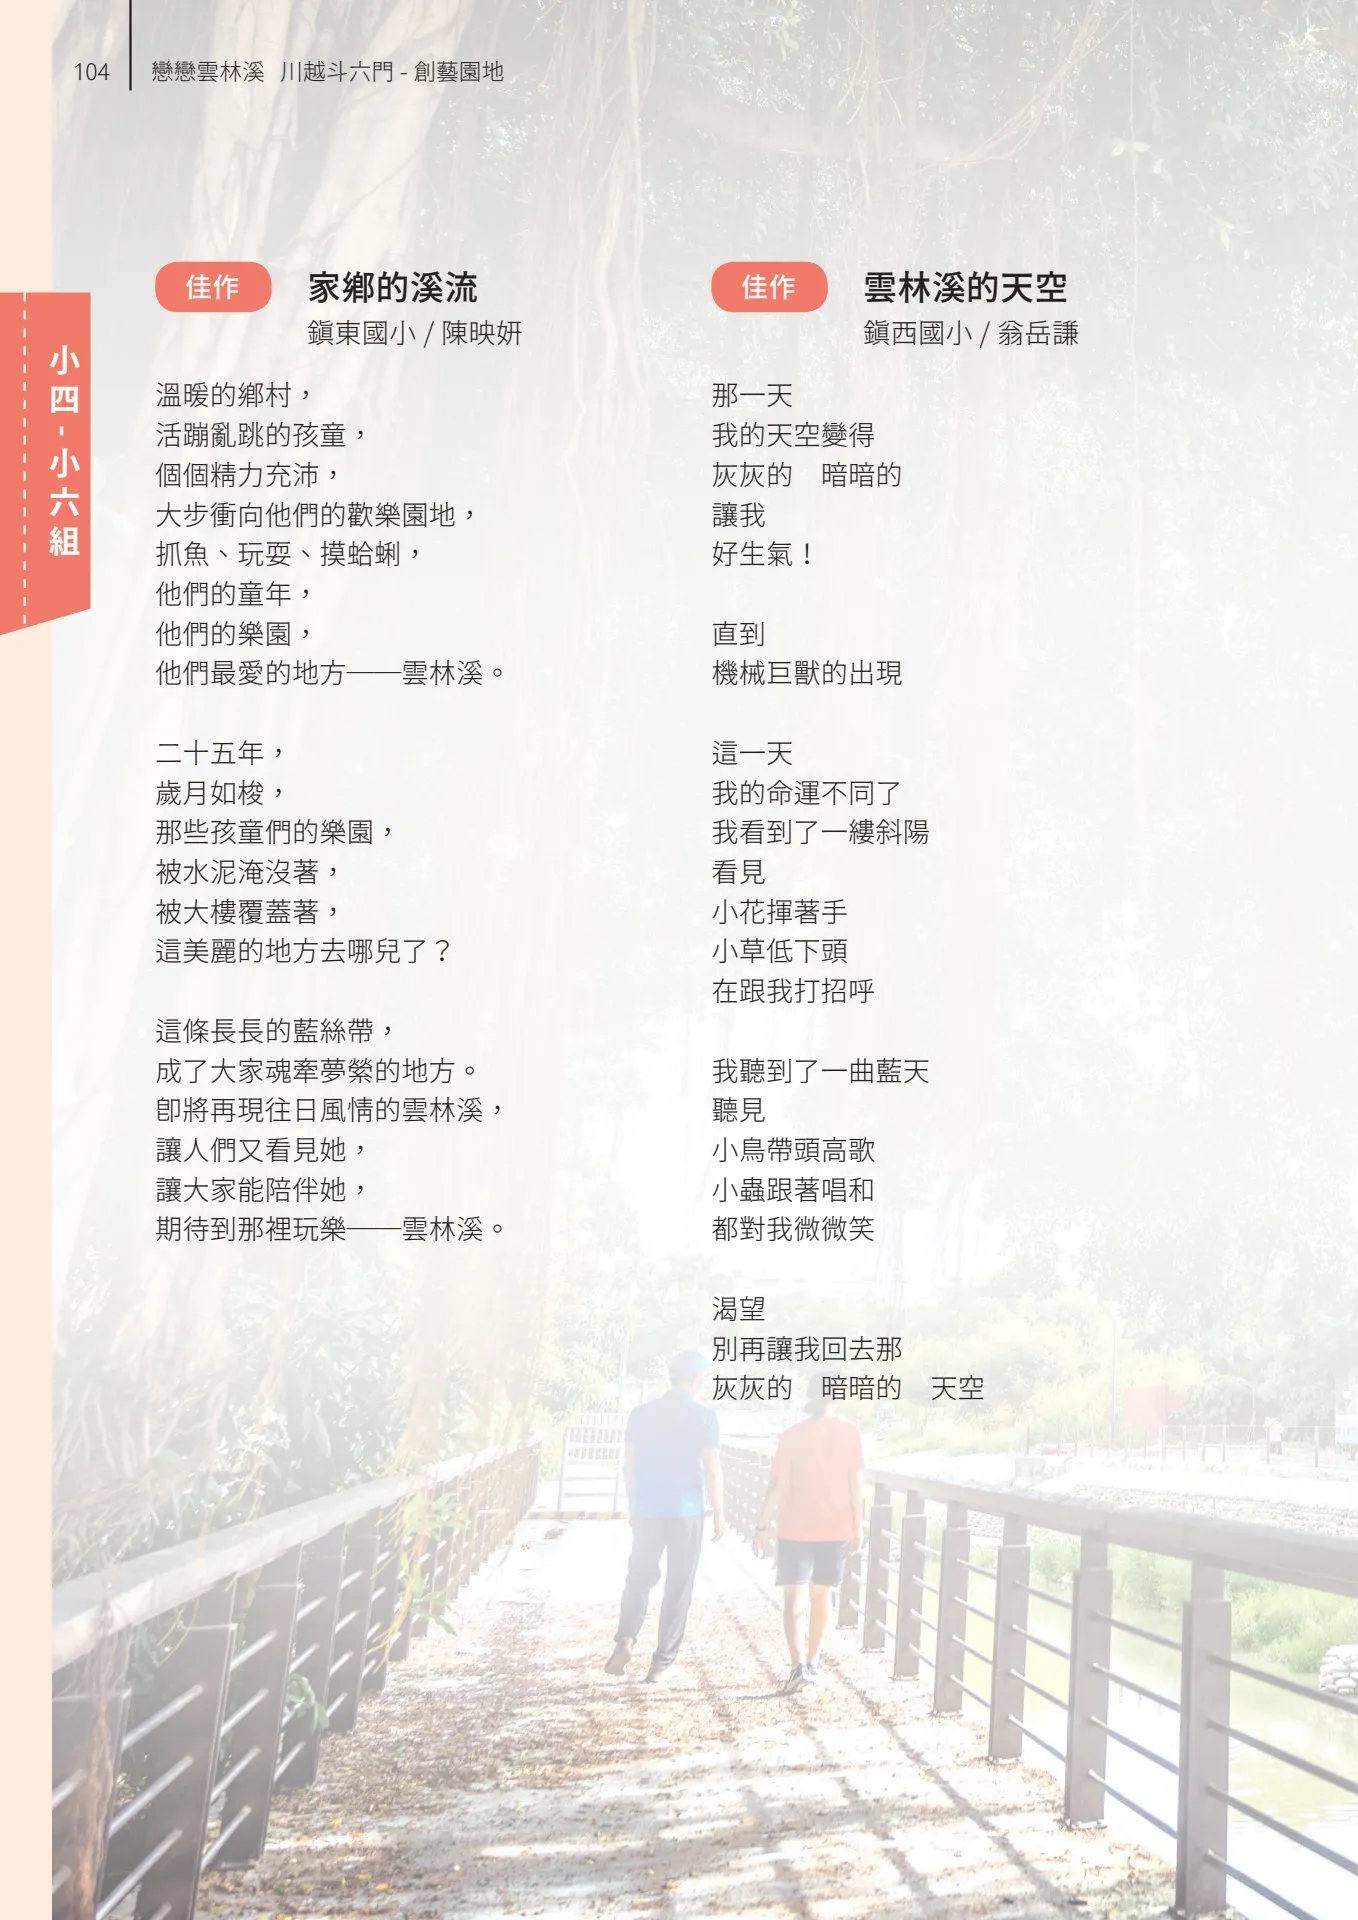 104
戀戀雲林溪 川越斗六門 - 創藝園地
小四 - 小六組
佳作
家鄉的溪流
鎮東國小 / 陳映妍
溫暖的鄉村，
活蹦亂跳的孩童，
個個精力充沛，
大步衝向他們的歡樂園地，
抓魚、玩耍、摸蛤蜊，
他們的童年，
他們的樂園，
他們最愛的地方——雲林溪。
二十五年，
歲月如梭，
那些孩童們的樂園，
被水泥淹沒著，
被大樓覆蓋著，
這美麗的地方去哪兒了？
這條長長的藍絲帶，
成了大家魂牽夢縈的地方。
即將再現往日風情的雲林溪，
讓人們又看見她，
讓大家能陪伴她，
期待到那裡玩樂——雲林溪。
佳作
雲林溪的天空
鎮西國小 / 翁岳謙
那一天
我的天空變得
灰灰的　暗暗的
讓我
好生氣！
直到
機械巨獸的出現
這一天
我的命運不同了
我看到了一縷斜陽
看見
小花揮著手
小草低下頭
在跟我打招呼
我聽到了一曲藍天
聽見
小鳥帶頭高歌
小蟲跟著唱和
都對我微微笑
渴望
別再讓我回去那
灰灰的　暗暗的　天空